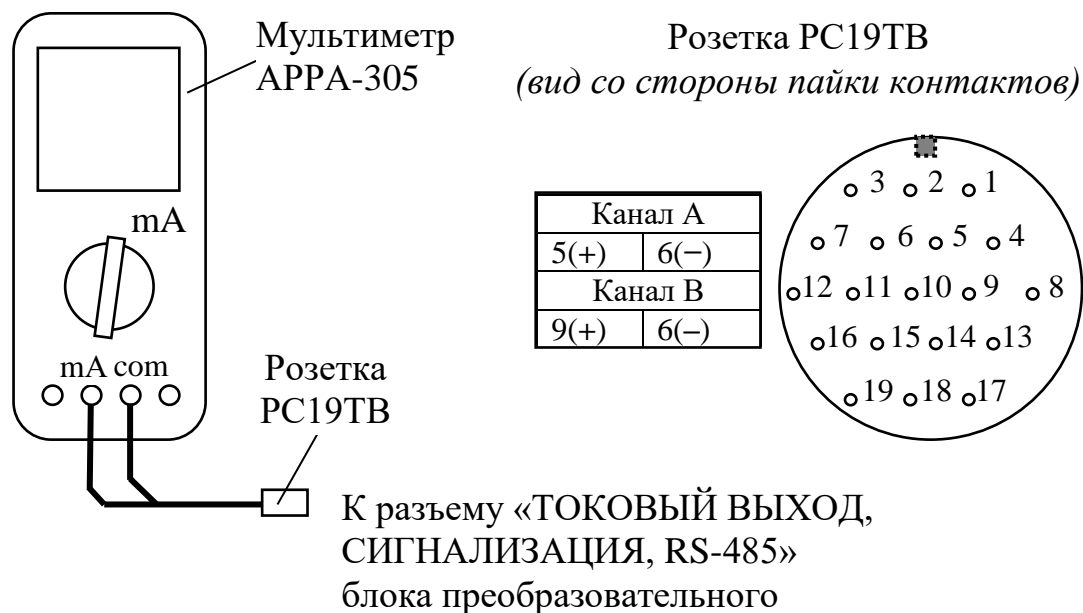 Мультиметр
АРРА-305
Розетка РС19ТВ
(вид со стороны пайки контактов)
3 2 1
mA
Канал А
5(+) 6(−)
Канал В
9(+) 6(–)
7 6 5 4
12 11 10 9 8
16 15 14 13
19 18 17
mA com
Розетка
РС19ТВ
К разъему «ТОКОВЫЙ ВЫХОД,
СИГНАЛИЗАЦИЯ, RS-485»
блока преобразовательного